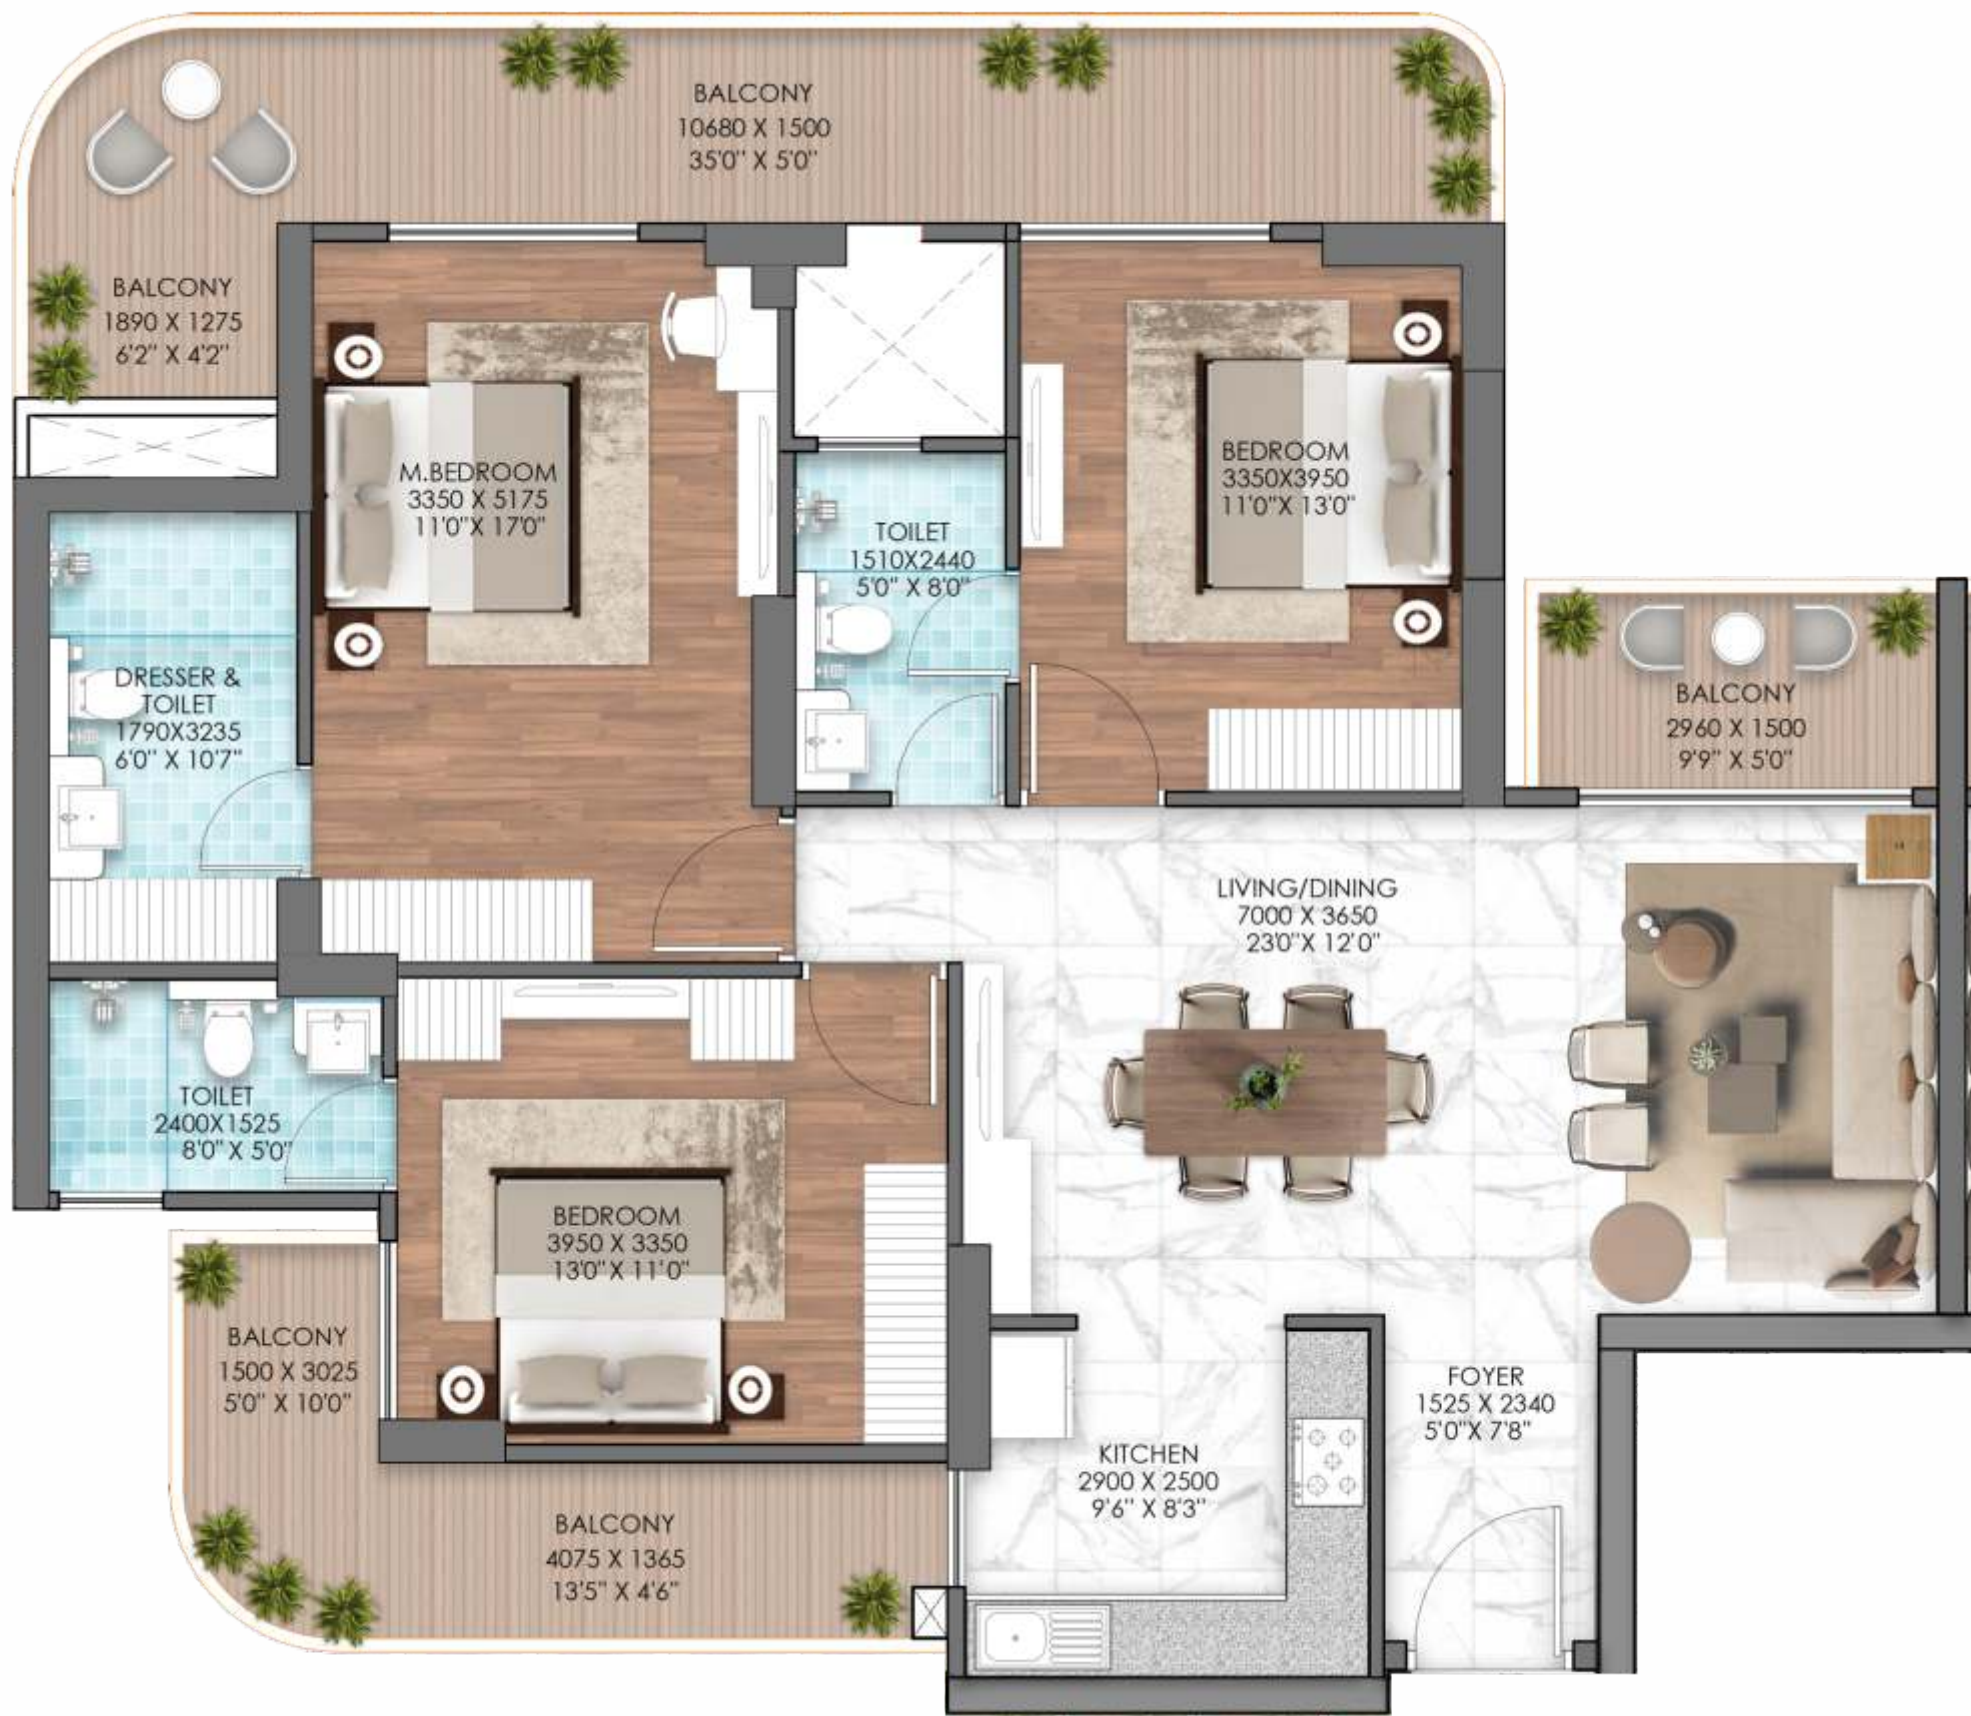 BALCONY
10680 X 1500
35'0" X 5'0"
BALCONY
1890 X 1275
6'2" X 4'2"
M.BEDROOM
3350 X 5175
11'0"X 17'0"
BEDROOM
3350X3950
11'0"X 13'0"
TOILET
1510X2440
5'0" X 8'0"
DRESSER &
TOILET
1790X3235
6'0" X 10'7"
BALCONY
2960 X 1500
9'9" X 5'0"
LIVING/DINING
7000 X 3650
23'0"X 12'0"
TOILET
2400X1525
8'0" X 5'0"
BEDROOM
3950 X 3350
13'0"X 11'0"
BALCONY
1500 X 3025
5'0" X 10'0"
FOYER
1525 X 2340
5'0"X 7'8"
KITCHEN
2900 X 2500
9'6" X 8'3"
BALCONY
4075 X 1365
13'5" X 4'6"